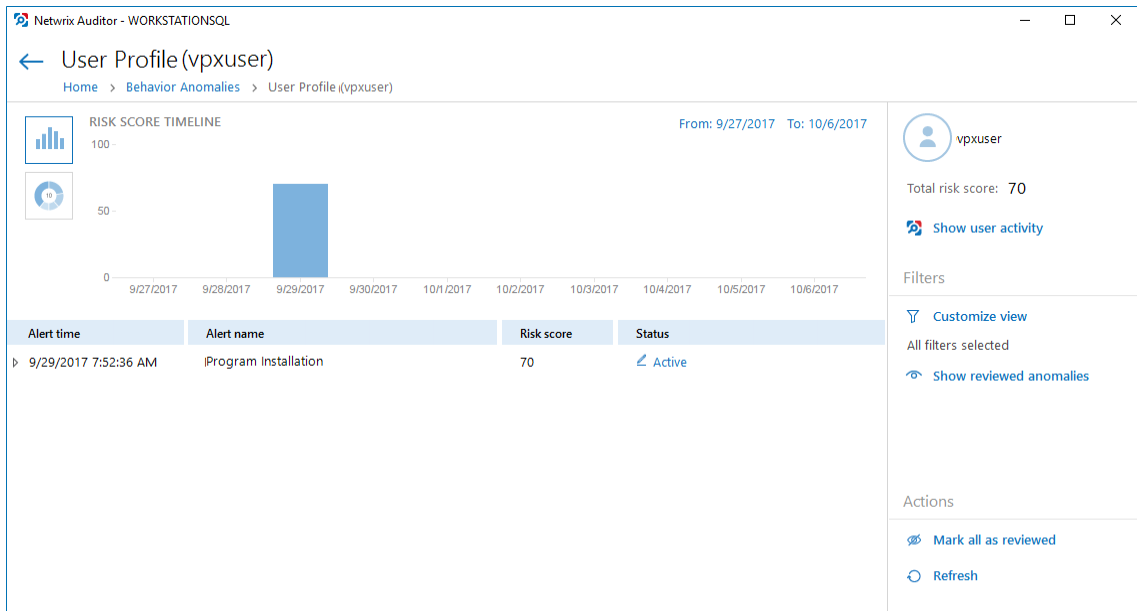 Netwrix Auditor - WORKSTATIONSQL
User Profile (vpxuser)
Home > Behavior Anomalies > User Profile (vpxuser)
RISK SCORE TIMELINE
From: 9/27/2017 To: 10/6/2017
100
50
0
10
9/27/2017 9/28/2017 9/29/2017 9/30/2017 10/1/2017 10/2/2017 10/3/2017 10/4/2017 10/5/2017 10/6/2017
Alert time Alert name Risk score Status
9/29/2017 7:52:36 AM Program Installation 70 Active
vpxuser
Total risk score: 70
Show user activity
Filters
Customize view
All filters selected
Show reviewed anomalies
Actions
Mark all as reviewed
Refresh